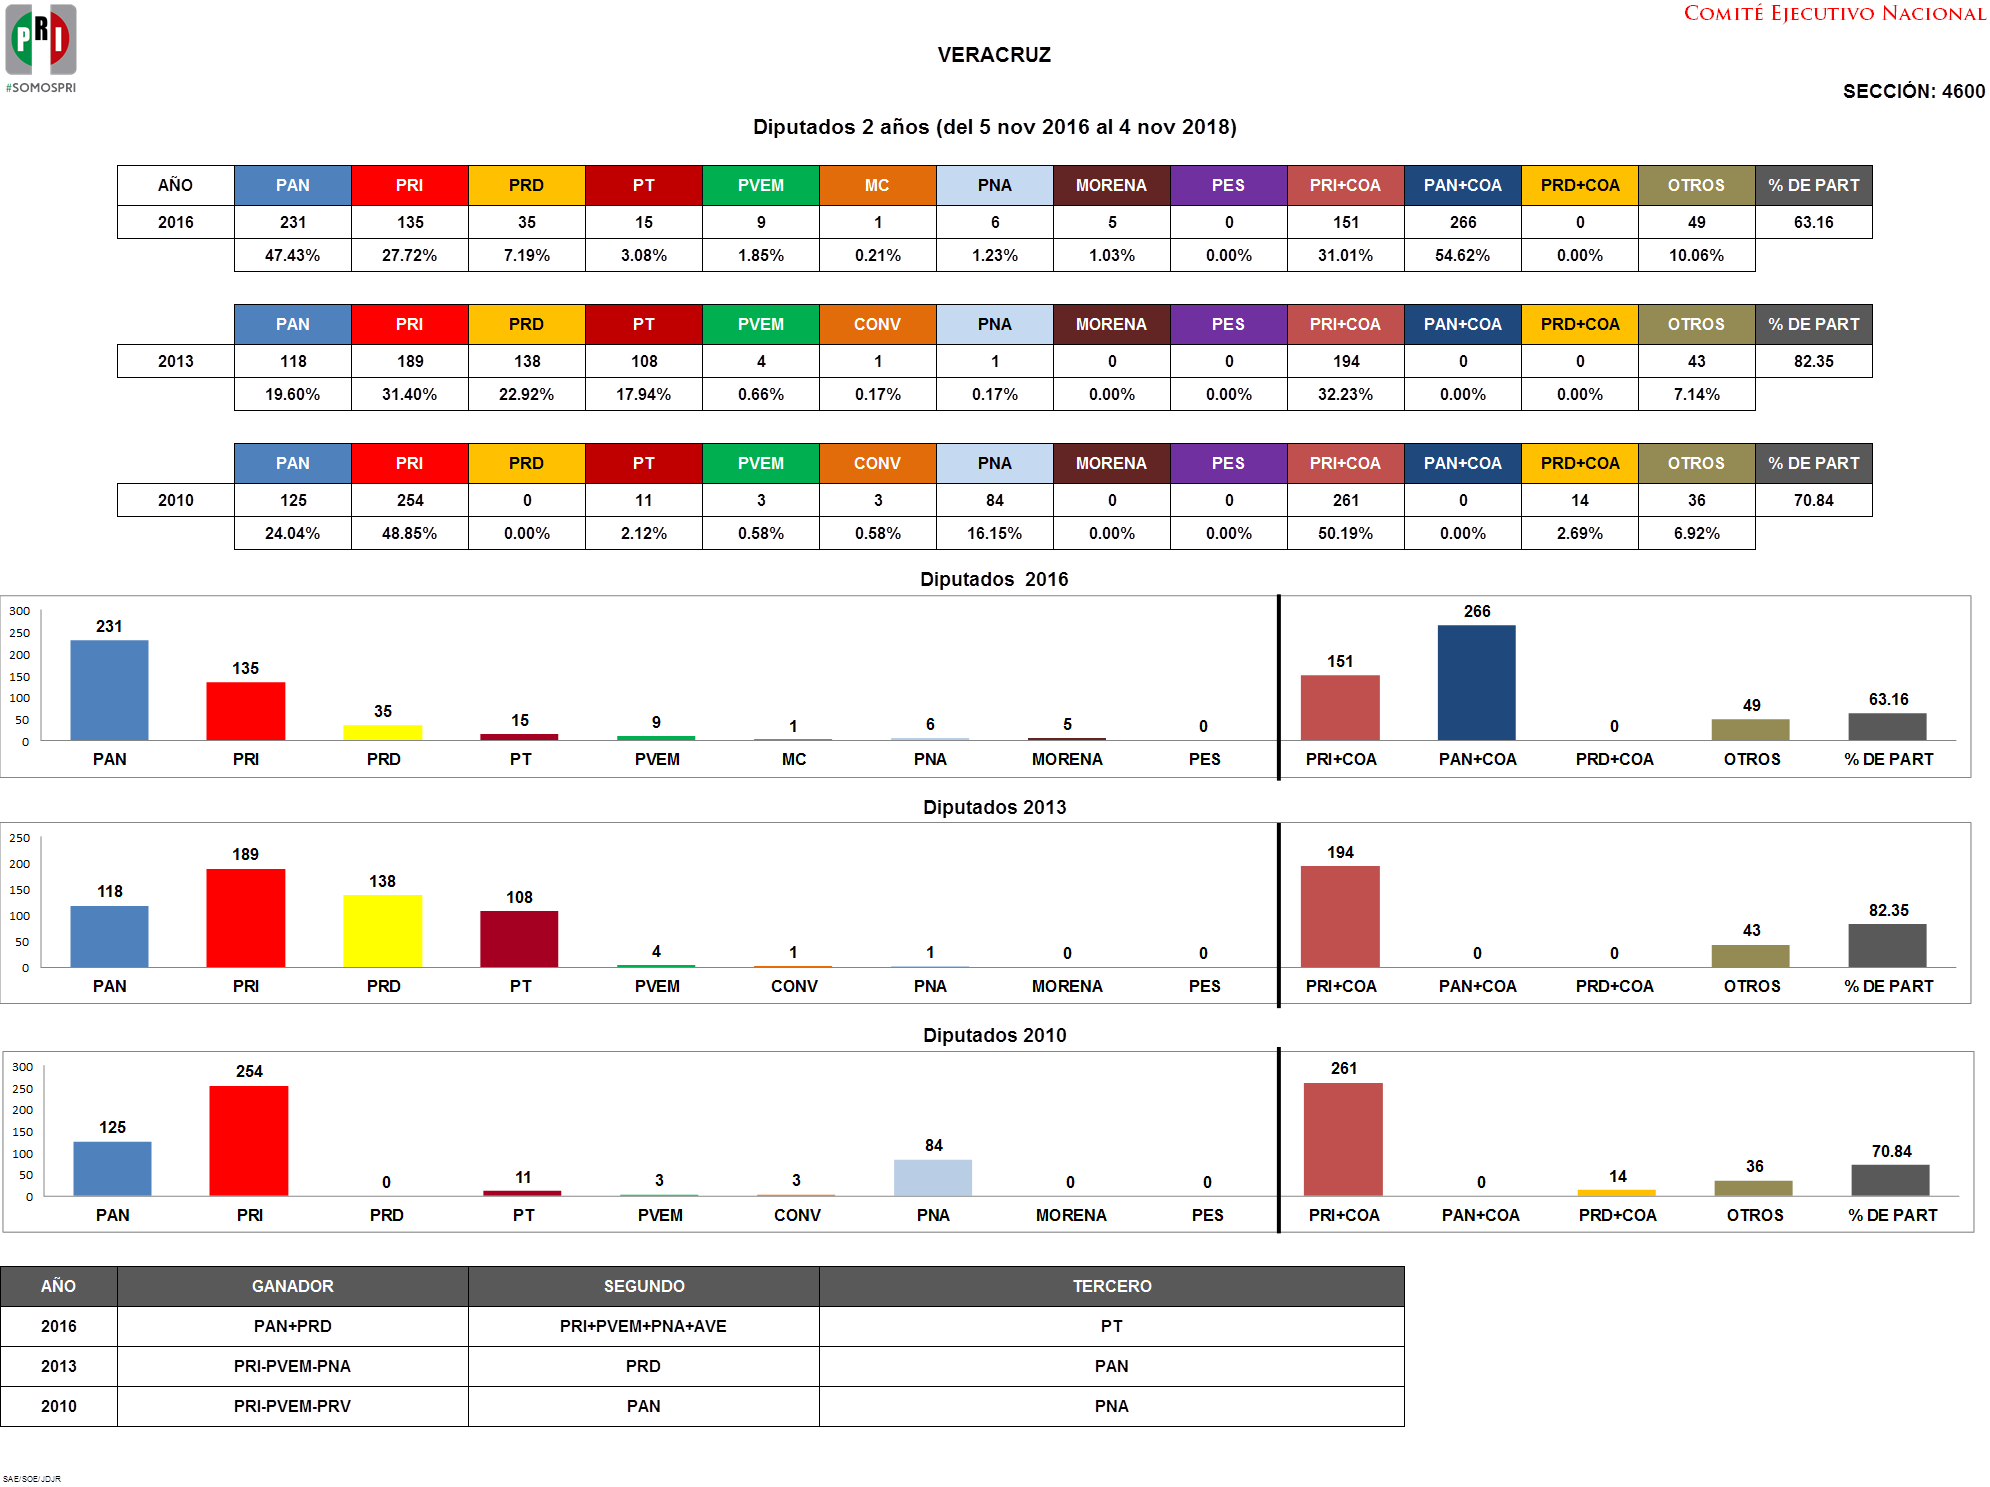 PRI
#SOMOSPRI
COMITÉ EJECUTIVO NACIONAL
VERACRUZ
SECCIÓN: 4600
Diputados 2 años (del 5 nov 2016 al 4 nov 2018)
AÑO PAN PRI PRD PT PVEM MC PNA MORENA PES PRI+COA PAN+COA PRD+COA OTROS % DE PART
2016 231 135 35 15 9 1 6 5 0 151 266 0 49 63.16
47.43% 27.72% 7.19% 3.08% 1.85% 0.21% 1.23% 1.03% 0.00% 31.01% 54.62% 0.00% 10.06%
PAN PRI PRD PT PVEM CONV PNA MORENA PES PRI+COA PAN+COA PRD+COA OTROS % DE PART
2013 118 189 138 108 4 1 1 0 0 194 0 0 43 82.35
19.60% 31.40% 22.92% 17.94% 0.66% 0.17% 0.17% 0.00% 0.00% 32.23% 0.00% 0.00% 7.14%
PAN PRI PRD PT PVEM CONV PNA MORENA PES PRI+COA PAN+COA PRD+COA OTROS % DE PART
2010 125 254 0 11 3 3 84 0 0 261 0 14 36 70.84
24.04% 48.85% 0.00% 2.12% 0.58% 0.58% 16.15% 0.00% 0.00% 50.19% 0.00% 2.69% 6.92%
Diputados 2016
300
250
200
150
100
50
0
231 135 35 15 9 1 6 5 0 151 266 0 49 63.16
PAN PRI PRD PT PVEM MC PNA MORENA PES PRI+COA PAN+COA PRD+COA OTROS % DE PART
Diputados 2013
250
200
150
100
50
0
118 189 138 108 4 1 1 0 0 194 0 0 43 82.35
PAN PRI PRD PT PVEM CONV PNA MORENA PES PRI+COA PAN+COA PRD+COA OTROS % DE PART
Diputados 2010
300
250
200
150
100
50
0
125 254 0 11 3 3 84 0 0 261 0 14 36 70.84
PAN PRI PRD PT PVEM CONV PNA MORENA PES PRI+COA PAN+COA PRD+COA OTROS % DE PART
AÑO GANADOR SEGUNDO TERCERO
2016 PAN+PRD PRI+PVEM+PNA+AVE PT
2013 PRI-PVEM-PNA PRD PAN
2010 PRI-PVEM-PRV PAN PNA
SAE/SOE/JDJR